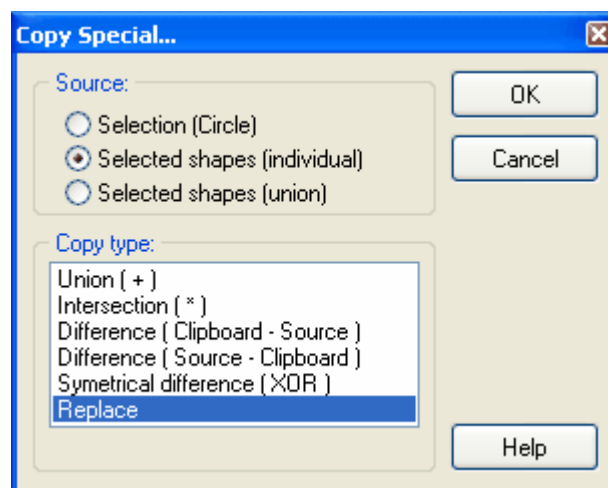 Copy Special...
Source:
Selection (Circle)
Selected shapes (individual)
Selected shapes (union)
OK
Cancel
Copy type:
Union ( + )
Intersection ( * )
Difference ( Clipboard - Source )
Difference ( Source - Clipboard )
Symetrical difference ( XOR )
Replace
Help